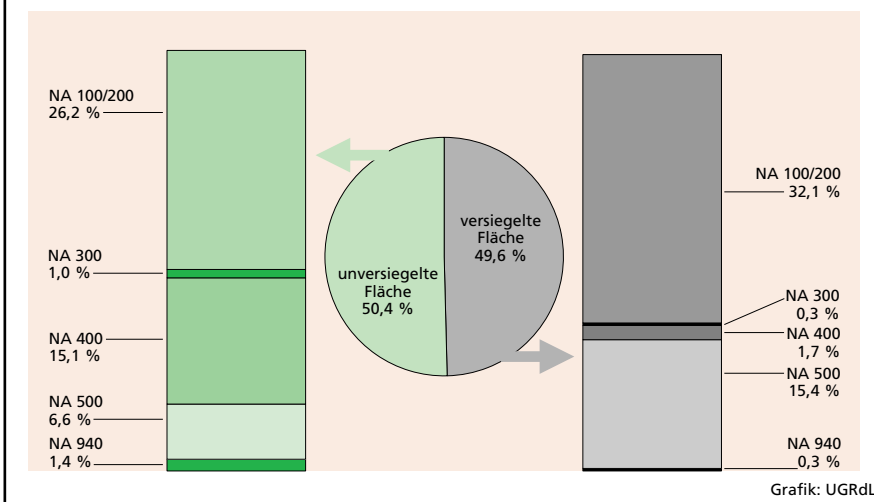 NA 100/200
26,2 %
NA 300
1,0 %
NA 400
15,1 %
NA 500
6,6 %
NA 940
1,4 %
unversiegelte
Fläche
50,4 %
versiegelte
Fläche
49,6 %
NA 100/200
32,1 %
NA 300
0,3 %
NA 400
1,7 %
NA 500
15,4 %
NA 940
0,3 %
Grafik: UGRdL